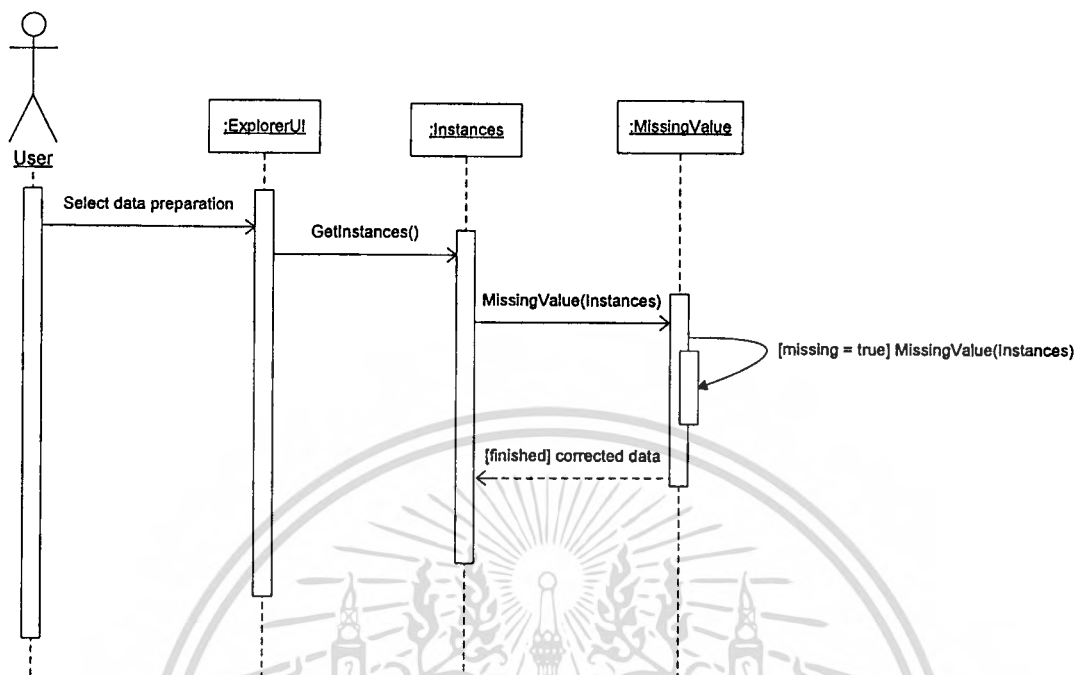 User
:ExplorerUI
:Instances
:MissingValue
Select data preparation
GetInstances()
MissingValue(Instances)
[missing = true] MissingValue(Instances)
[finished] corrected data